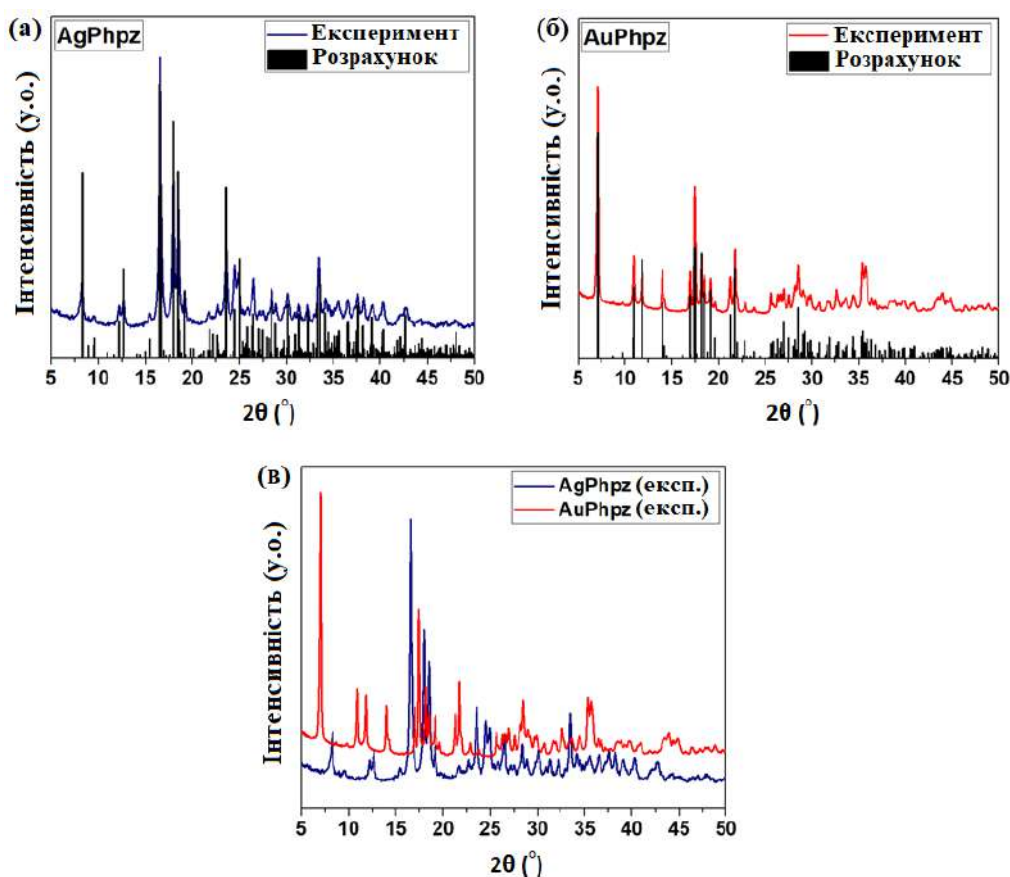 (а)
AgPhpz
Експеримент
Розрахунок
Інтенсивність (у.о.)
5 10 15 20 25 30 35 40 45 50
2θ (°)
(б)
AuPhpz
Експеримент
Розрахунок
Інтенсивність (у.о.)
5 10 15 20 25 30 35 40 45 50
2θ (°)
(в)
AgPhpz (експ.)
AuPhpz (експ.)
Інтенсивність (у.о.)
5 10 15 20 25 30 35 40 45 50
2θ (°)